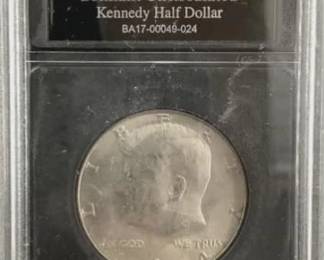 Kennedy Half Dollar
BA17-00049-024
LIBERTY
IN GOD WE TRUST